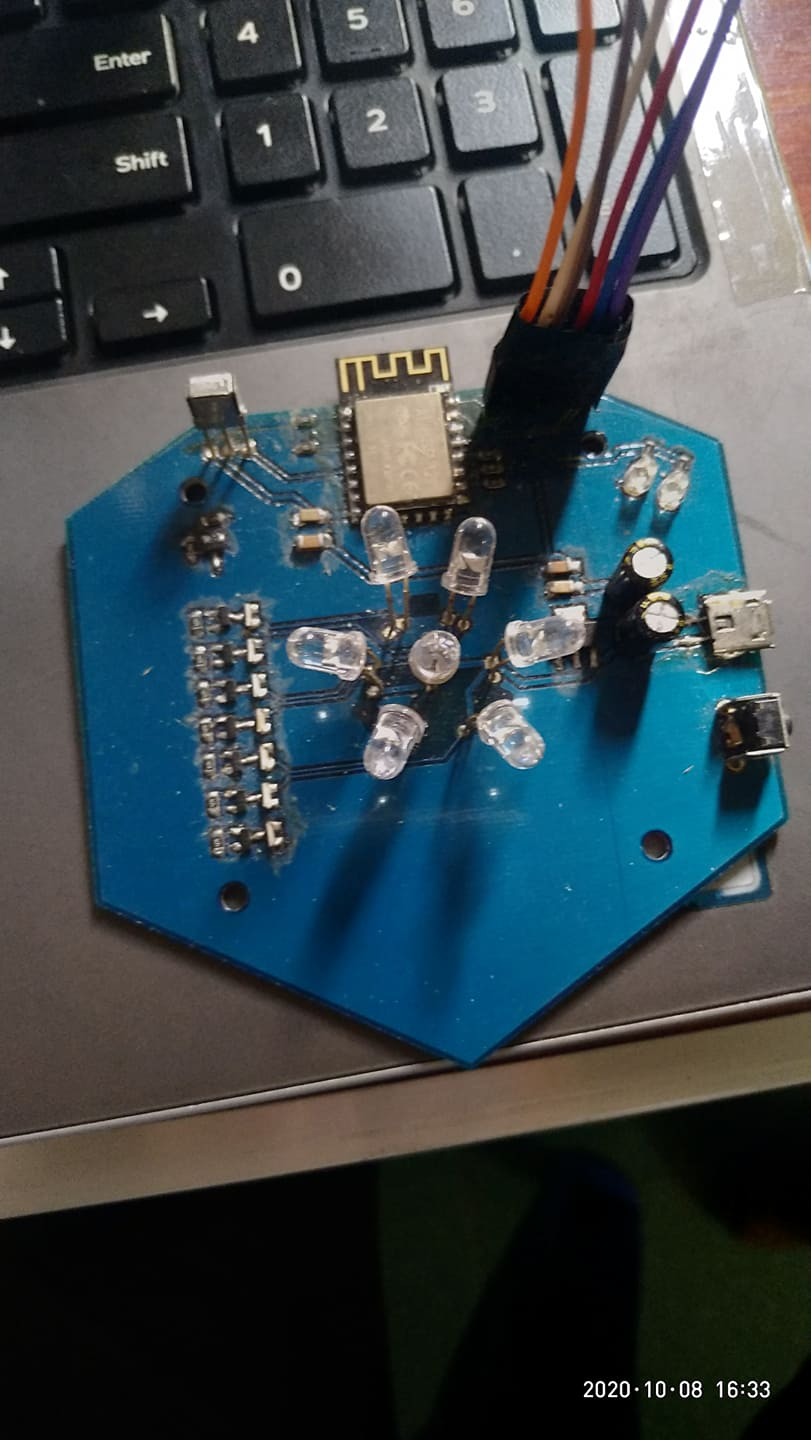 4 5 6
Enter
1 2 3
Shift
0 .
↑
→
↓
2020·10·08 16:33